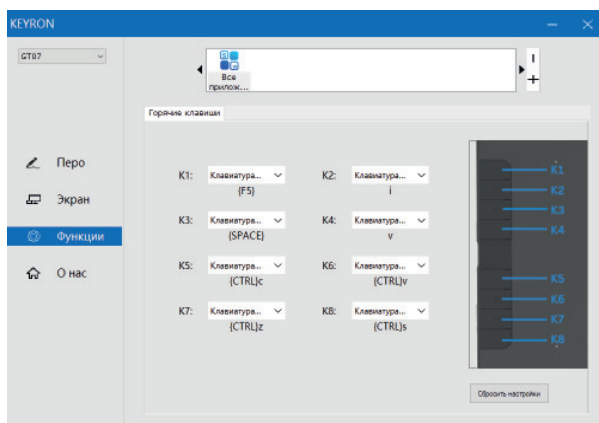 KEYRON
GT07
Все
прилож...
Горячие клавиши
Перо
Экран
Функции
О нас
K1: Клавиатура... K2: Клавиатура...
{F5} i
K3: Клавиатура... K4: Клавиатура...
{SPACE} v
K5: Клавиатура... K6: Клавиатура...
{CTRL}c {CTRL}v
K7: Клавиатура... K8: Клавиатура...
{CTRL}z {CTRL}s
K1
K2
K3
K4
K5
K6
K7
K8
Сбросить настройки